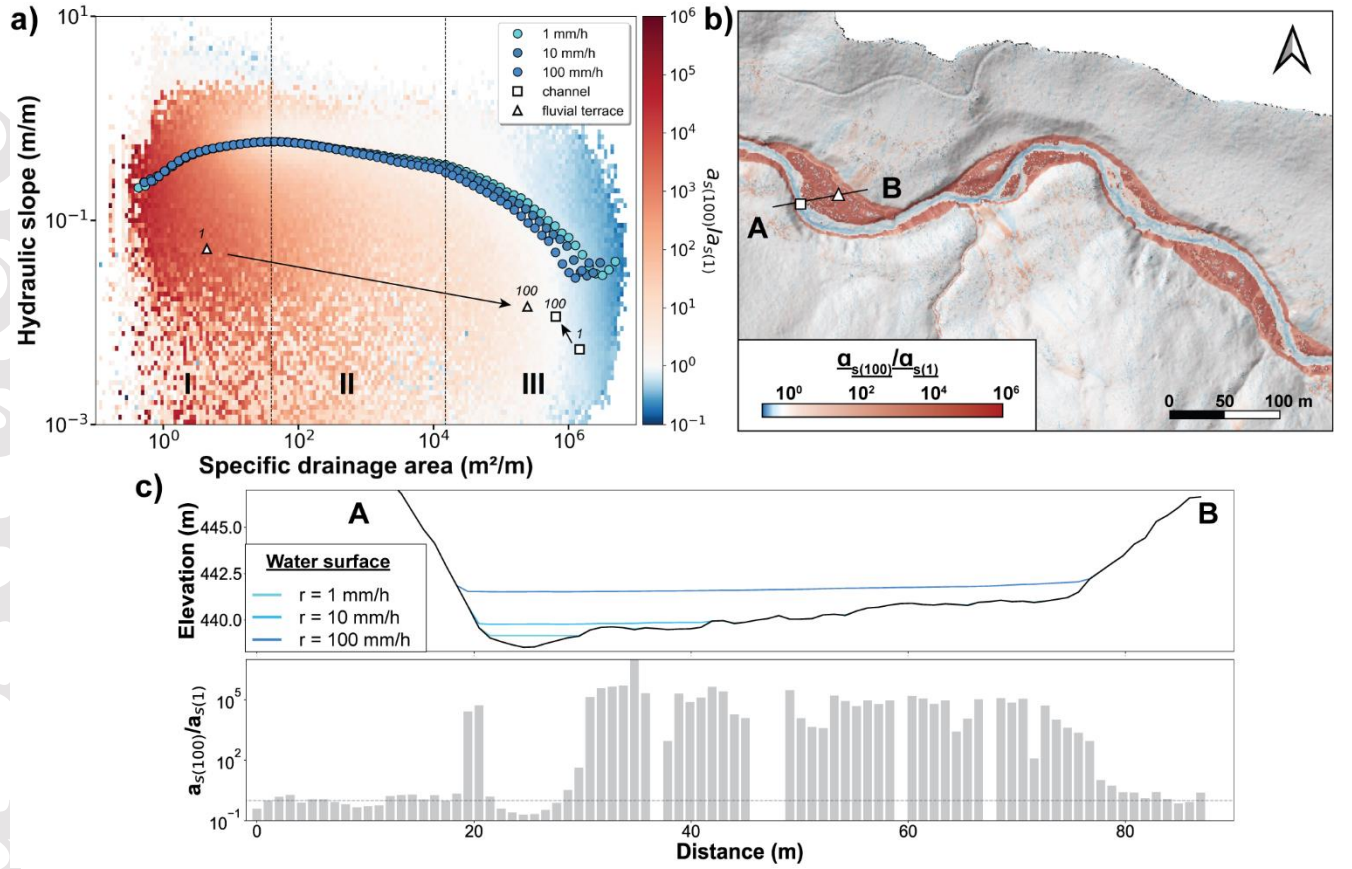 a)
10¹
10⁻¹
10⁻³
Hydraulic slope (m/m)
1 mm/h
10 mm/h
100 mm/h
channel
fluvial terrace
1
100
100
1
I
II
III
10⁰
10²
10⁴
10⁶
Specific drainage area (m²/m)
10⁶
10⁵
10⁴
10³
10²
10¹
10⁰
10⁻¹
a_s(100)/a_s(1)
b)
A
B
a_s(100)/a_s(1)
10⁰
10²
10⁴
10⁶
0
50
100 m
c)
A
B
Elevation (m)
445.0
442.5
440.0
Water surface
r = 1 mm/h
r = 10 mm/h
r = 100 mm/h
a_s(100)/a_s(1)
10⁵
10²
10⁻¹
0
20
40
60
80
Distance (m)